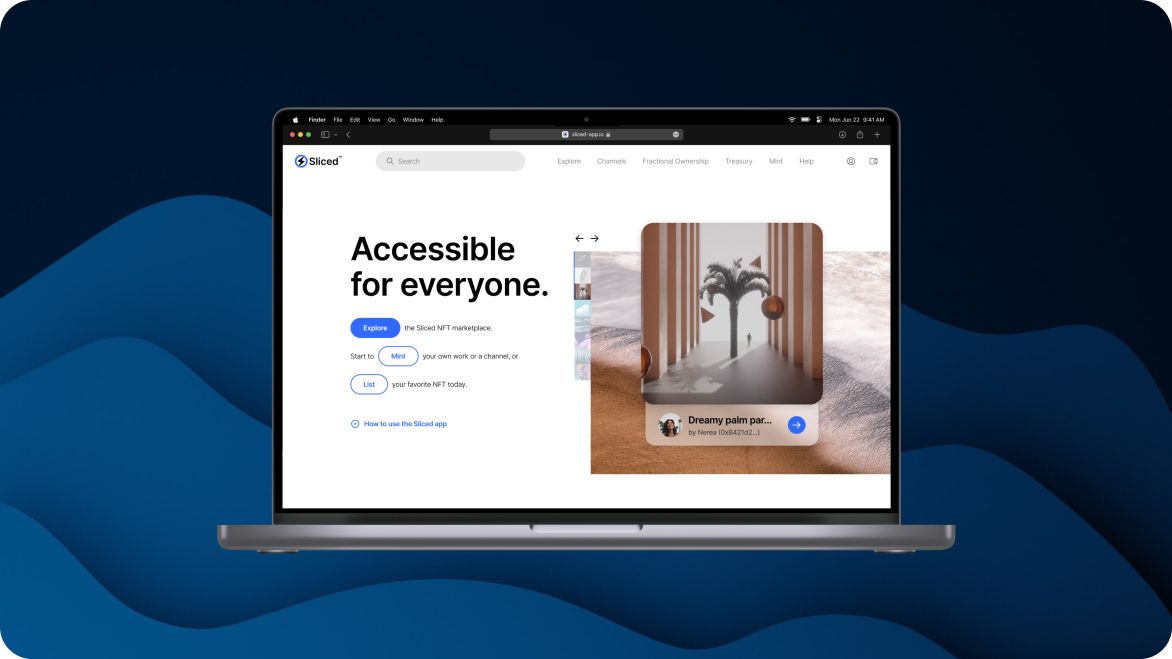 Finder File Edit View Go Window Help Mon Jun 22 9:41 AM
sliced-app.io
Sliced™ Search Explore Channels Fractional Ownership Treasury Mint Help
Accessible
for everyone.
Explore the Sliced NFT marketplace.
Start to Mint your own work or a channel, or
List your favorite NFT today.
How to use the Sliced app
Dreamy palm par...
by Nerea (0xB421d2...)